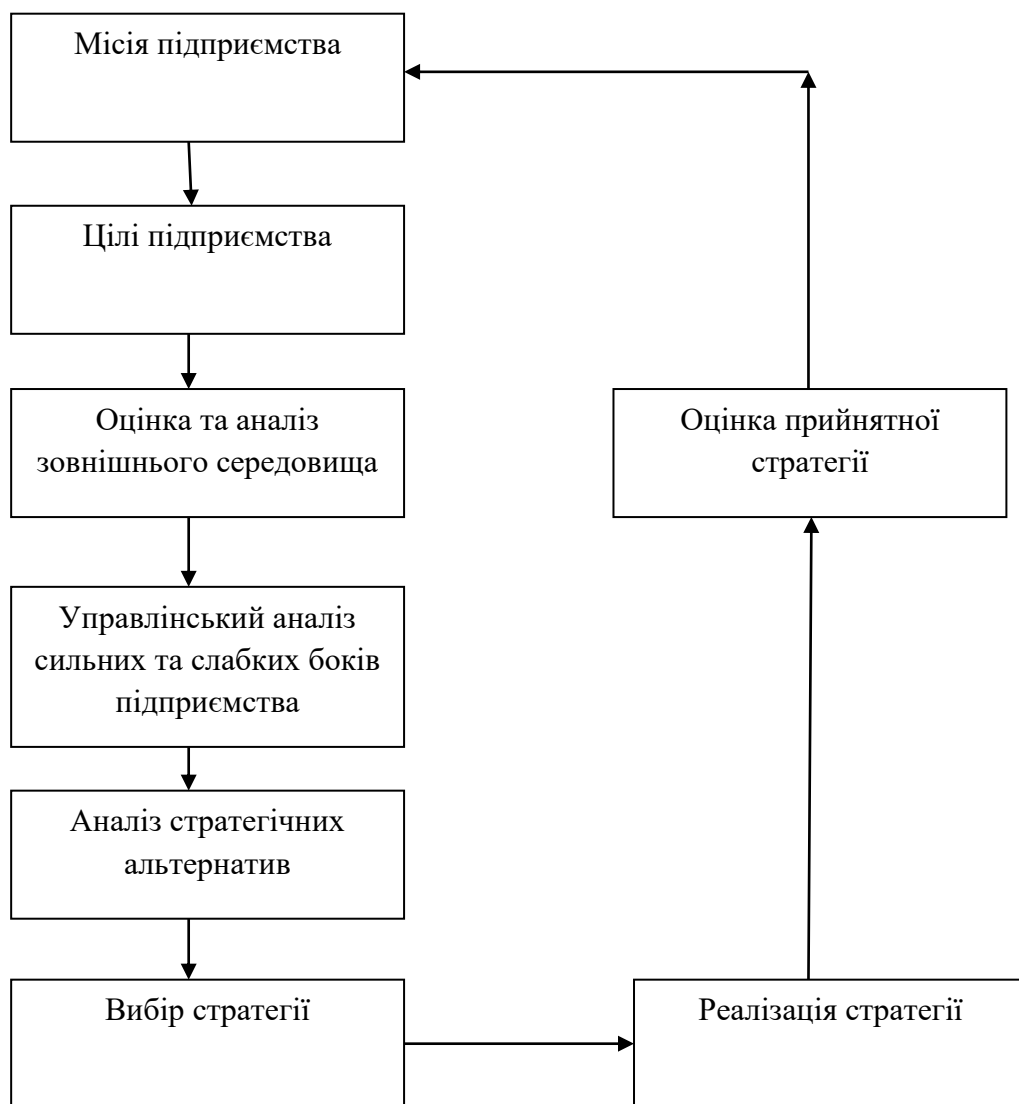 Місія підприємства
Цілі підприємства
Оцінка та аналіз
зовнішнього середовища
Управлінський аналіз
сильних та слабких боків
підприємства
Аналіз стратегічних
альтернатив
Вибір стратегії
Реалізація стратегії
Оцінка прийнятної
стратегії